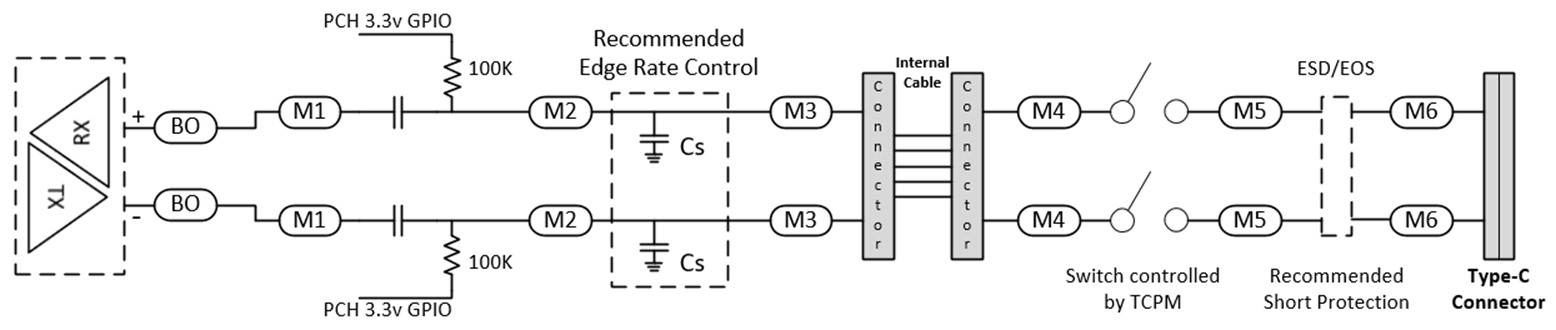 PCH 3.3v GPIO
100K
Recommended
Edge Rate Control
Internal
Cable
ESD/EOS
RX
TX
+
-
BO
M1
M2
Cs
M3
Connector
Connector
M4
M5
M6
BO
M1
M2
Cs
M3
M4
M5
M6
100K
PCH 3.3v GPIO
Switch controlled
by TCPM
Recommended
Short Protection
Type-C
Connector